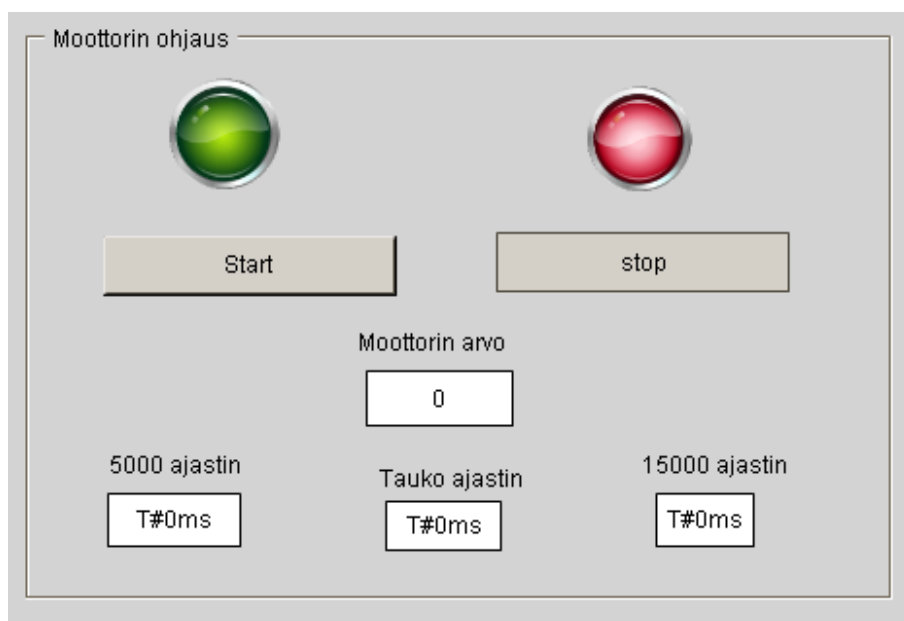 Moottorin ohjaus
Start
stop
Moottorin arvo
0
5000 ajastin
Tauko ajastin
15000 ajastin
T#0ms
T#0ms
T#0ms